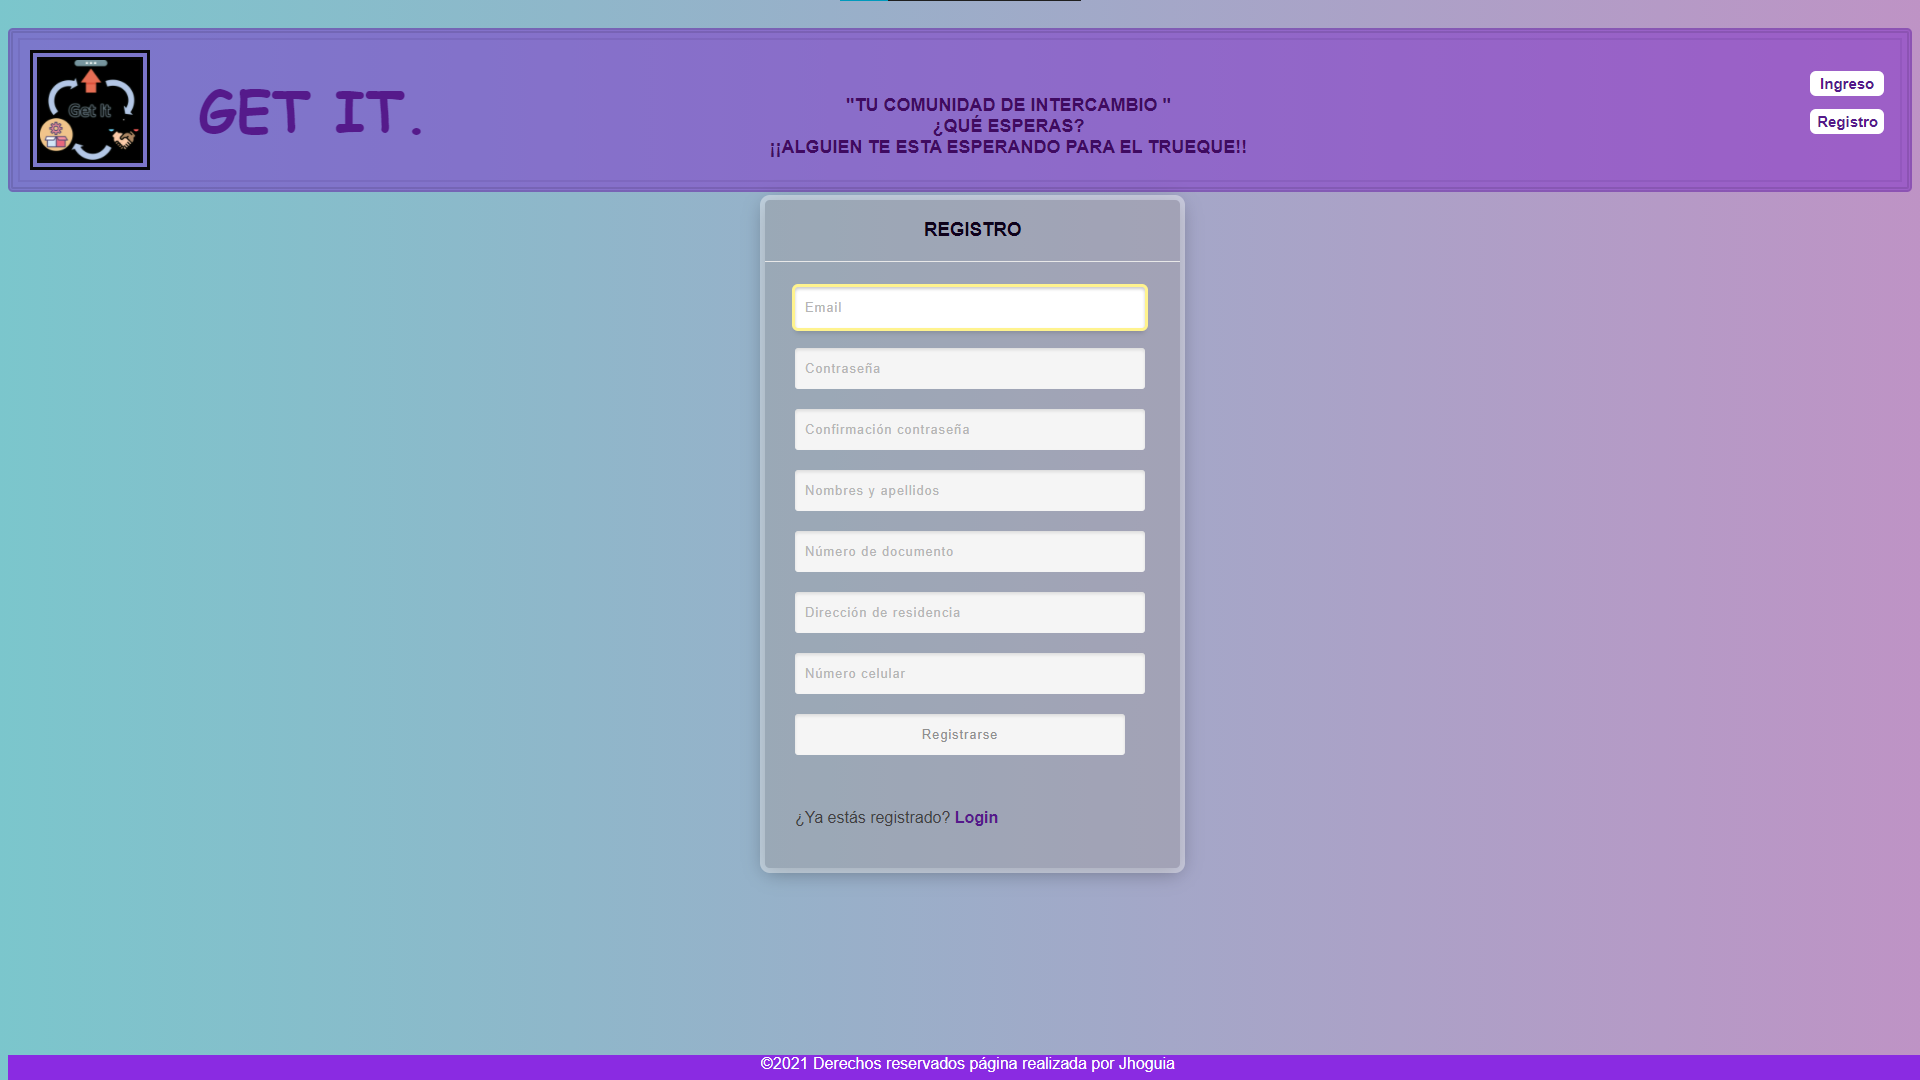 Get It
GET IT.
"TU COMUNIDAD DE INTERCAMBIO "
¿QUÉ ESPERAS?
¡¡ALGUIEN TE ESTA ESPERANDO PARA EL TRUEQUE!!
Ingreso
Registro
REGISTRO
Email
Contraseña
Confirmación contraseña
Nombres y apellidos
Número de documento
Dirección de residencia
Número celular
Registrarse
¿Ya estás registrado? Login
©2021 Derechos reservados página realizada por Jhoguia